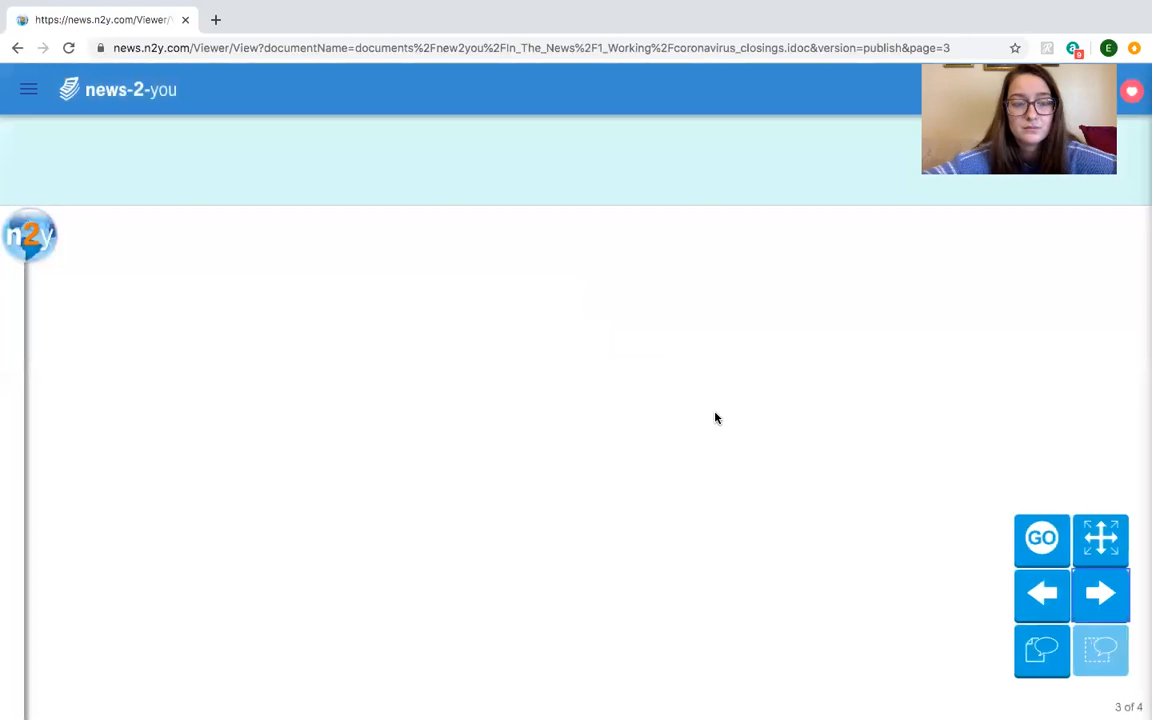 https://news.n2y.com/Viewer/
news.n2y.com/Viewer/View?documentName=documents%2Fnew2you%2FIn_The_News%2F1_Working%2Fcoronavirus_closings.idoc&version=publish&page=3
a
9
E
news-2-you
n2y
GO
3 of 4